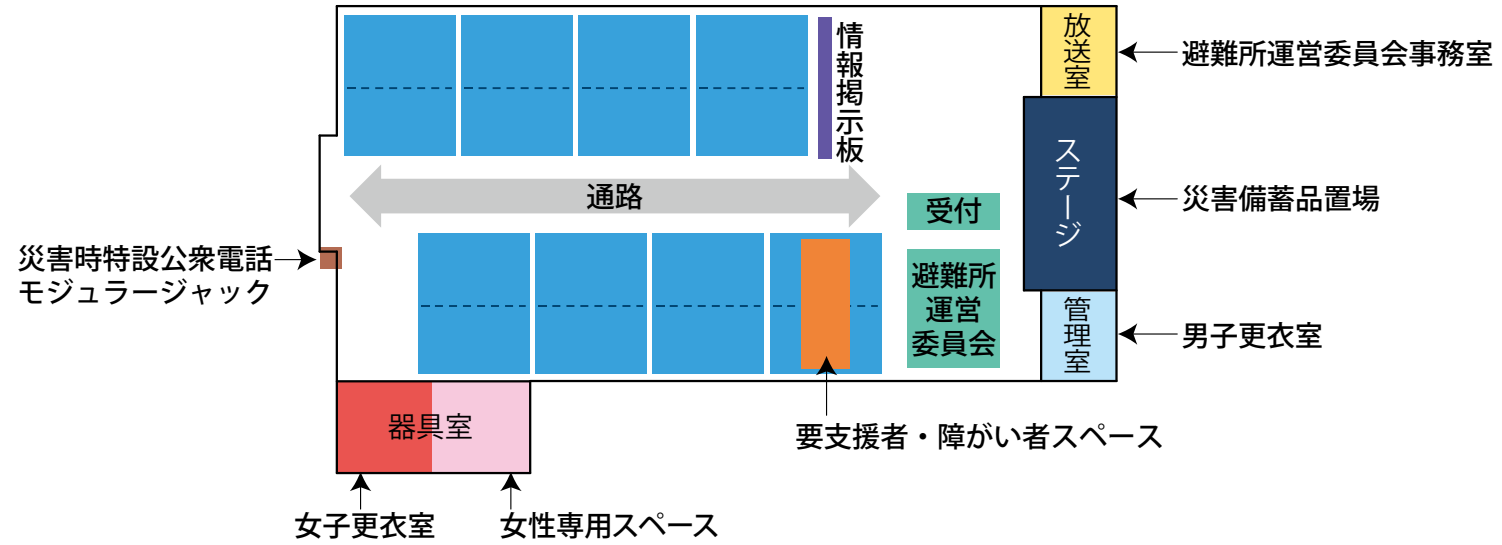 放送室
避難所運営委員会事務室
情報掲示板
ステージ
通路
受付
災害備蓄品置場
災害時特設公衆電話
モジュラージャック
避難所
運営
委員会
管理室
男子更衣室
器具室
要支援者・障がい者スペース
女子更衣室
女性専用スペース